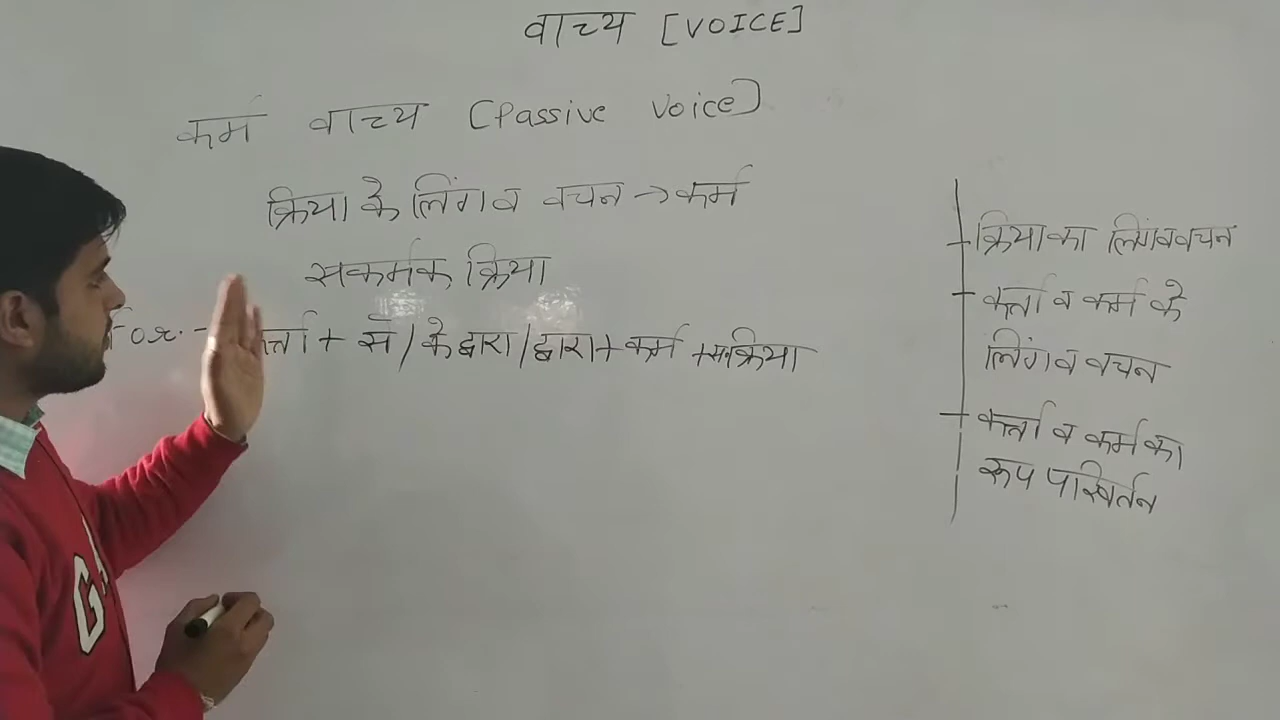 वाच्य [VOICE]
कर्म वाच्य [Passive Voice]
क्रिया के लिंग व वचन → कर्म
सकर्मक क्रिया
For. - कर्त्ता + से / के द्वारा / द्वारा + कर्म + स॰क्रिया
क्रिया का लिंग व वचन
कर्त्ता व कर्म के
लिंग व वचन
कर्त्ता व कर्म का
रूप परिवर्तन
G